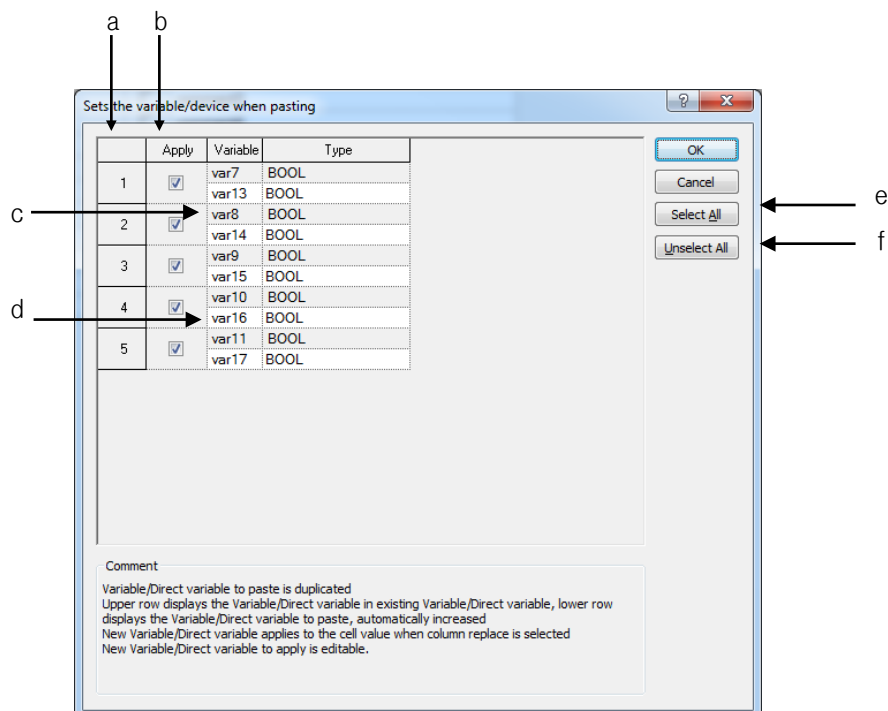 a b
Sets the variable/device when pasting
Apply Variable Type
1 var7 BOOL
var13 BOOL
2 var8 BOOL
var14 BOOL
3 var9 BOOL
var15 BOOL
4 var10 BOOL
var16 BOOL
5 var11 BOOL
var17 BOOL
OK
Cancel
Select All
Unselect All
c
d
e
f
Comment
Variable/Direct variable to paste is duplicated
Upper row displays the Variable/Direct variable in existing Variable/Direct variable, lower row
displays the Variable/Direct variable to paste, automatically increased
New Variable/Direct variable applies to the cell value when column replace is selected
New Variable/Direct variable to apply is editable.